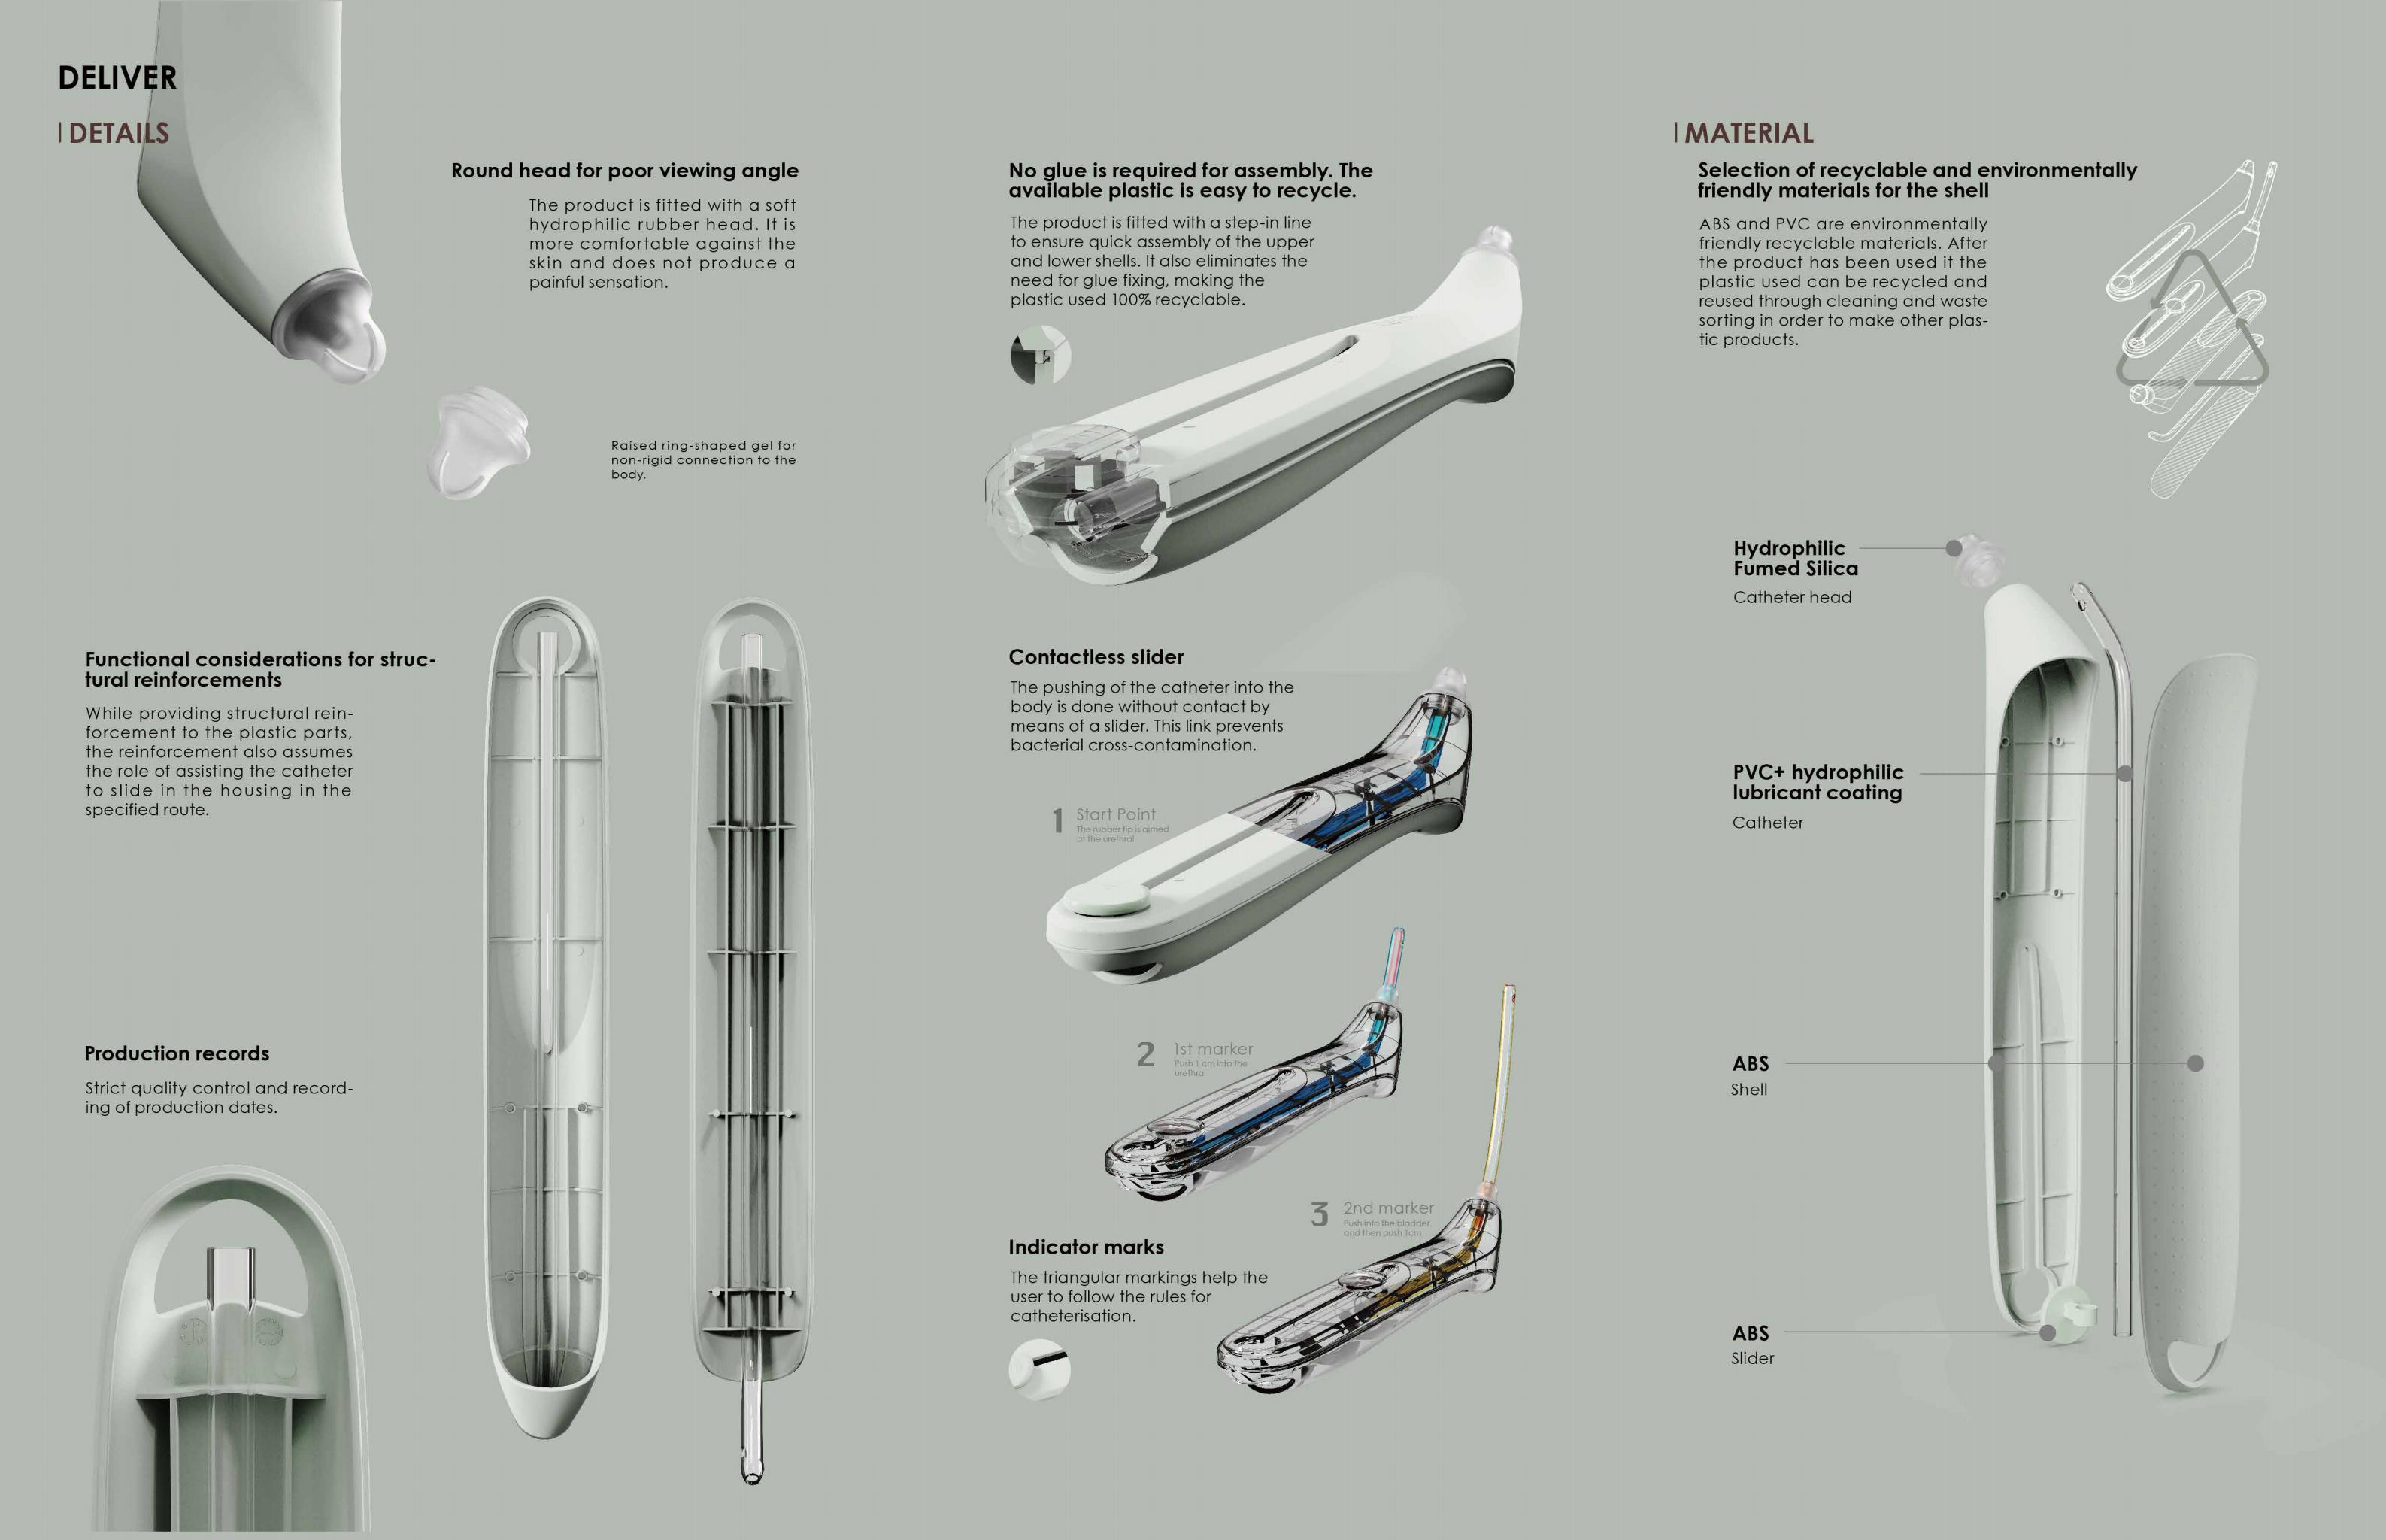 DELIVER
| DETAILS
Round head for poor viewing angle
The product is fitted with a soft
hydrophilic rubber head. It is
more comfortable against the
skin and does not produce a
painful sensation.
Raised ring-shaped gel for
non-rigid connection to the
body.
Functional considerations for struc-
tural reinforcements
While providing structural rein-
forcement to the plastic parts,
the reinforcement also assumes
the role of assisting the catheter
to slide in the housing in the
specified route.
Production records
Strict quality control and record-
ing of production dates.
No glue is required for assembly. The
available plastic is easy to recycle.
The product is fitted with a step-in line
to ensure quick assembly of the upper
and lower shells. It also eliminates the
need for glue fixing, making the
plastic used 100% recyclable.
Contactless slider
The pushing of the catheter into the
body is done without contact by
means of a slider. This link prevents
bacterial cross-contamination.
1 Start Point
The rubber tip is aimed
at the urethral
2 1st marker
Push 1 cm into the
urethra
3 2nd marker
Push into the bladder
and then push 1cm
Indicator marks
The triangular markings help the
user to follow the rules for
catheterisation.
| MATERIAL
Selection of recyclable and environmentally
friendly materials for the shell
ABS and PVC are environmentally
friendly recyclable materials. After
the product has been used it the
plastic used can be recycled and
reused through cleaning and waste
sorting in order to make other plas-
tic products.
Hydrophilic
Fumed Silica
Catheter head
PVC+ hydrophilic
lubricant coating
Catheter
ABS
Shell
ABS
Slider